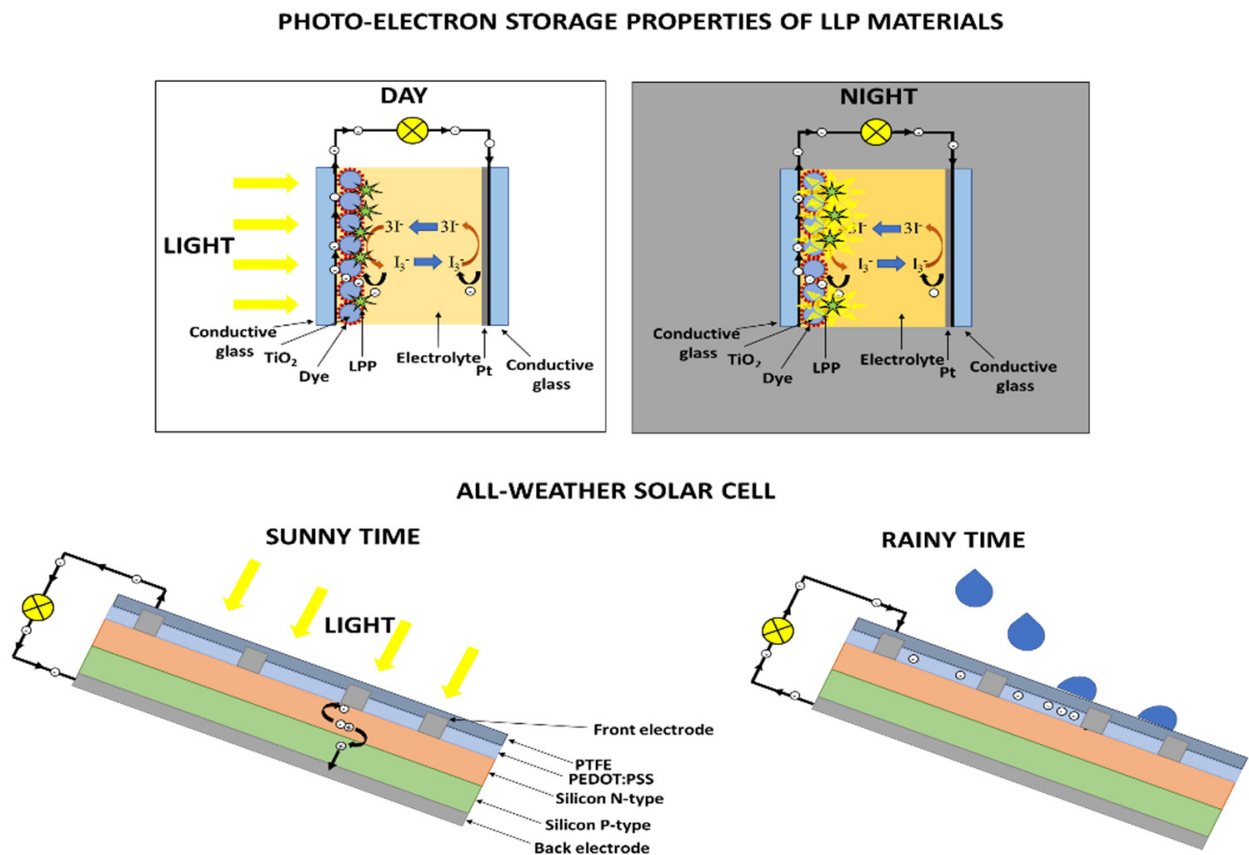 PHOTO-ELECTRON STORAGE PROPERTIES OF LLP MATERIALS
DAY
LIGHT
3I-
3I-
I3-
I3-
Conductive
glass
TiO2
Dye
LPP
Electrolyte
Pt
Conductive
glass
NIGHT
3I-
3I-
I3-
I3-
Conductive
glass
TiO2
Dye
LPP
Electrolyte
Pt
Conductive
glass
ALL-WEATHER SOLAR CELL
SUNNY TIME
LIGHT
Front electrode
PTFE
PEDOT:PSS
Silicon N-type
Silicon P-type
Back electrode
RAINY TIME